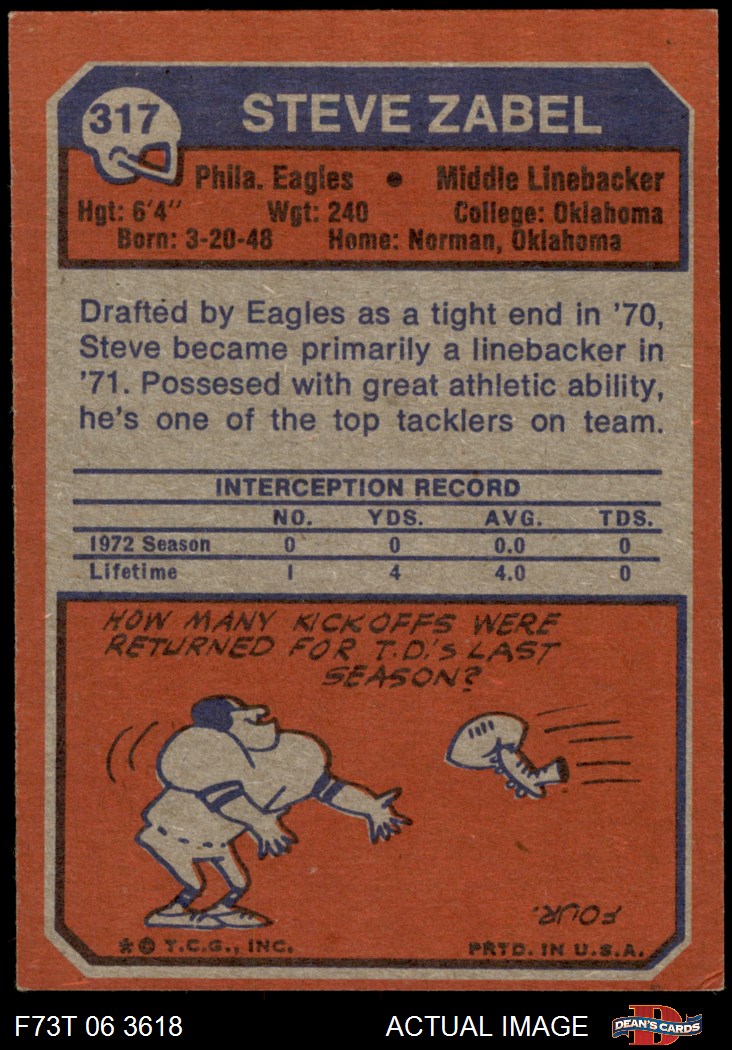 317
STEVE ZABEL
Phila. Eagles • Middle Linebacker
Hgt: 6'4" Wgt: 240 College: Oklahoma
Born: 3-20-48 Home: Norman, Oklahoma
Drafted by Eagles as a tight end in '70,
Steve became primarily a linebacker in
'71. Possesed with great athletic ability,
he's one of the top tacklers on team.
INTERCEPTION RECORD
NO. YDS. AVG. TDS.
1972 Season 0 0 0.0 0
Lifetime 1 4 4.0 0
HOW MANY KICKOFFS WERE
RETURNED FOR T.D.'S LAST
SEASON?
FOUR.
* © T.C.G., INC. PRTD. IN U.S.A.
F73T 06 3618 ACTUAL IMAGE
D
DEAN'S CARDS